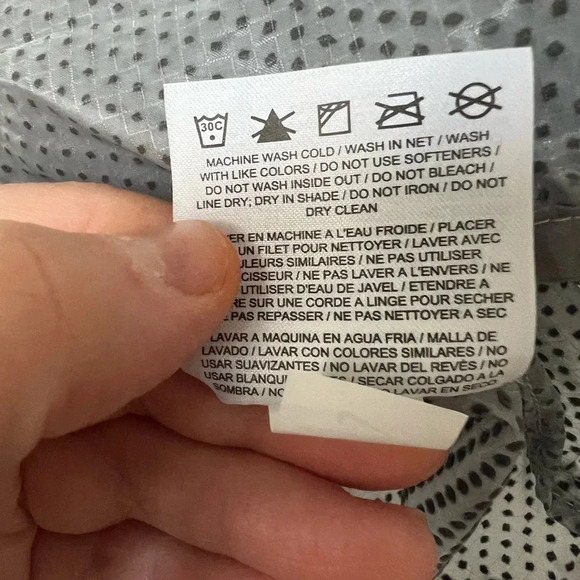 30C
MACHINE WASH COLD / WASH IN NET / WASH
WITH LIKE COLORS / DO NOT USE SOFTENERS /
DO NOT WASH INSIDE OUT / DO NOT BLEACH /
LINE DRY; DRY IN SHADE / DO NOT IRON / DO NOT
DRY CLEAN
VER EN MACHINE A L'EAU FROIDE / PLACER
UN FILET POUR NETTOYER / LAVER AVEC
ULEURS SIMILAIRES / NE PAS UTILISER
CISSEUR / NE PAS LAVER A L'ENVERS / NE
UTILISER D'EAU DE JAVEL / ETENDRE A
RE SUR UNE CORDE A LINGE POUR SECHER
PAS REPASSER / NE PAS NETTOYER A SEC
LAVAR A MAQUINA EN AGUA FRIA / MALLA DE
LAVADO / LAVAR CON COLORES SIMILARES / NO
USAR SUAVIZANTES / NO LAVAR DEL REVÉS / NO
USAR BLANQU / SECAR COLGADO A LA
SOMBRA / NO LAVAR EN SECO